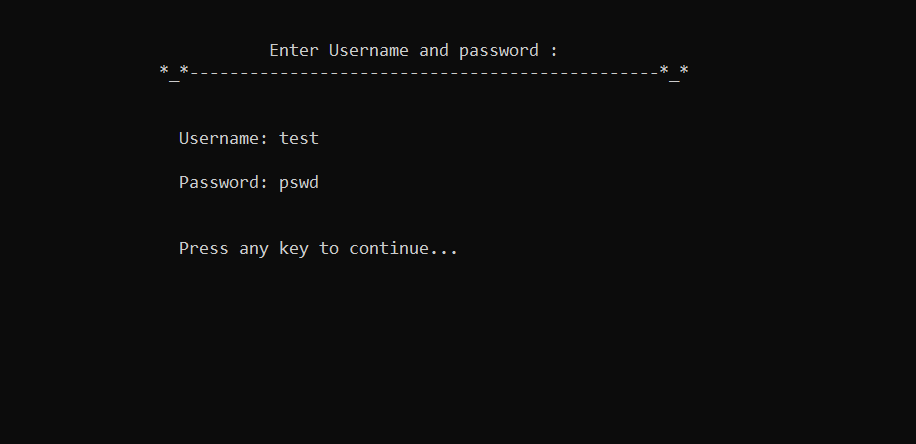 Enter Username and password :
*_*-----------------------------------------------*_*
Username: test
Password: pswd
Press any key to continue...